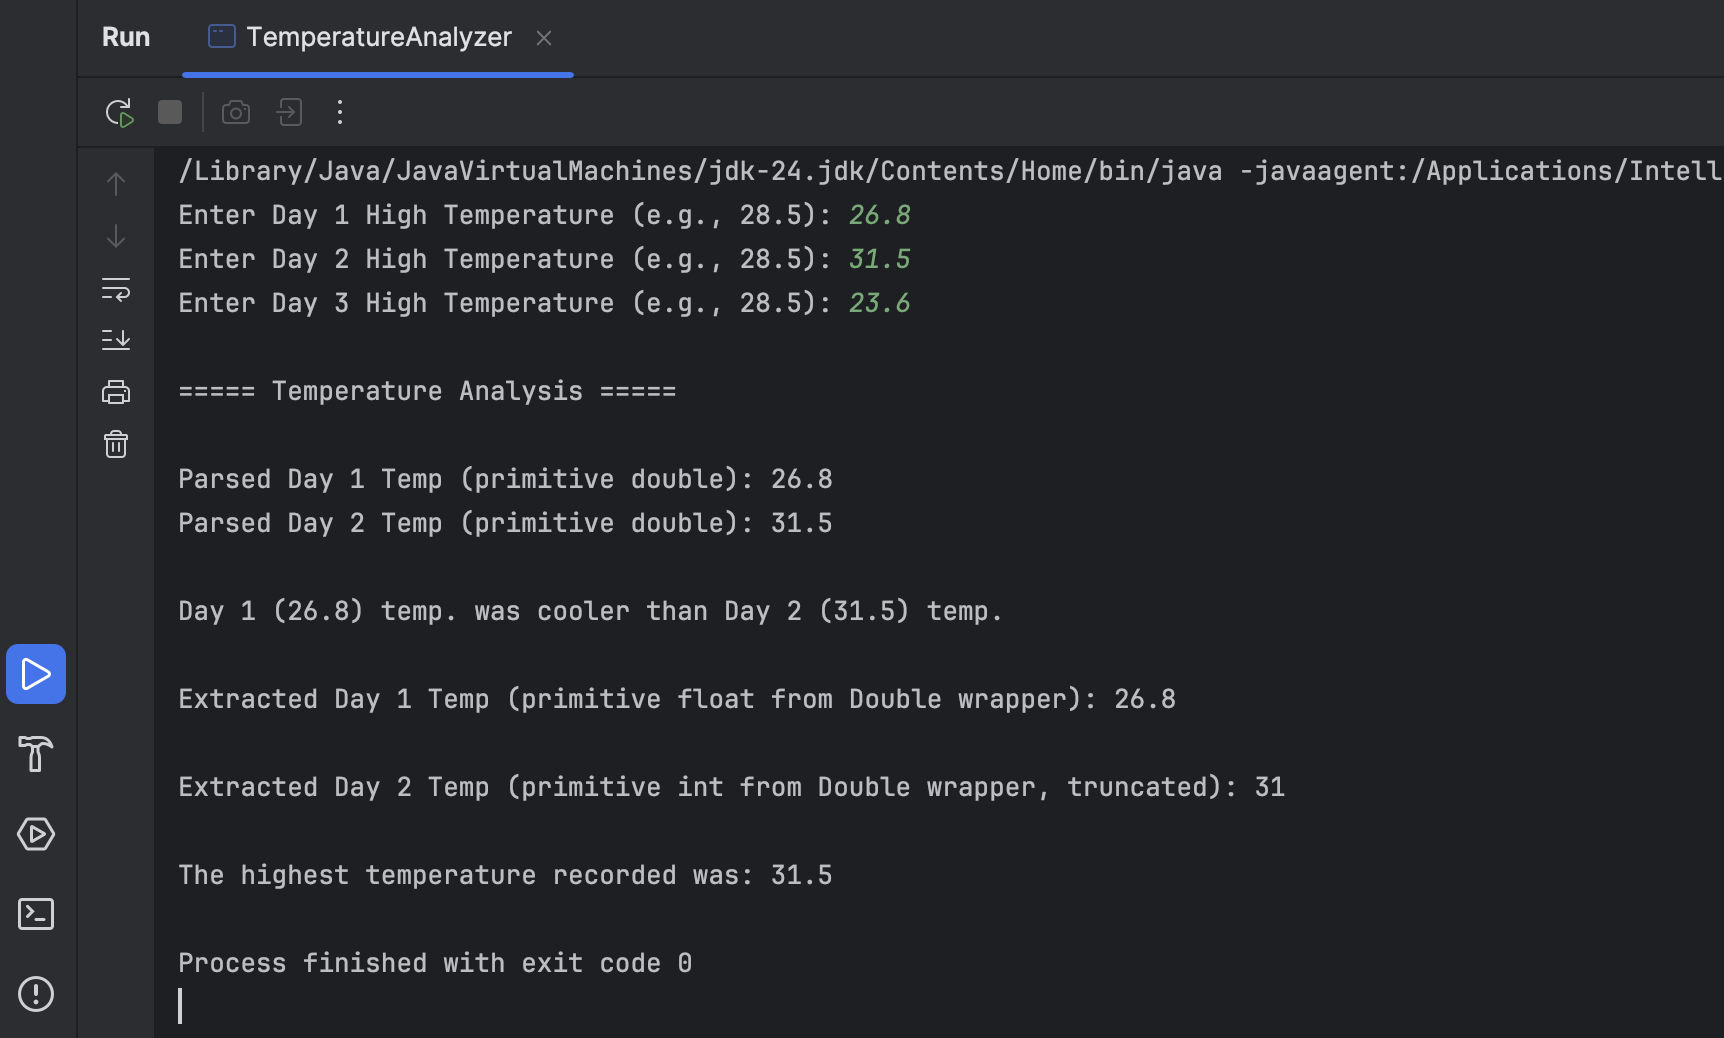 Run TemperatureAnalyzer
/Library/Java/JavaVirtualMachines/jdk-24.jdk/Contents/Home/bin/java -javaagent:/Applications/Intell
Enter Day 1 High Temperature (e.g., 28.5): 26.8
Enter Day 2 High Temperature (e.g., 28.5): 31.5
Enter Day 3 High Temperature (e.g., 28.5): 23.6
===== Temperature Analysis =====
Parsed Day 1 Temp (primitive double): 26.8
Parsed Day 2 Temp (primitive double): 31.5
Day 1 (26.8) temp. was cooler than Day 2 (31.5) temp.
Extracted Day 1 Temp (primitive float from Double wrapper): 26.8
Extracted Day 2 Temp (primitive int from Double wrapper, truncated): 31
The highest temperature recorded was: 31.5
Process finished with exit code 0